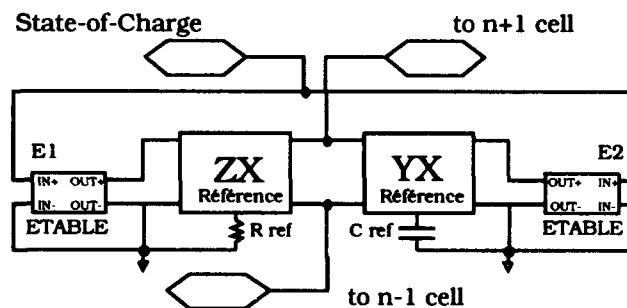 State-of-Charge
to n+1 cell
E1
ZX
YX
E2
IN+ OUT+
Référence
Référence
OUT+ IN+
IN- OUT-
OUT- IN-
ETABLE
R ref
C ref
ETABLE
to n-1 cell